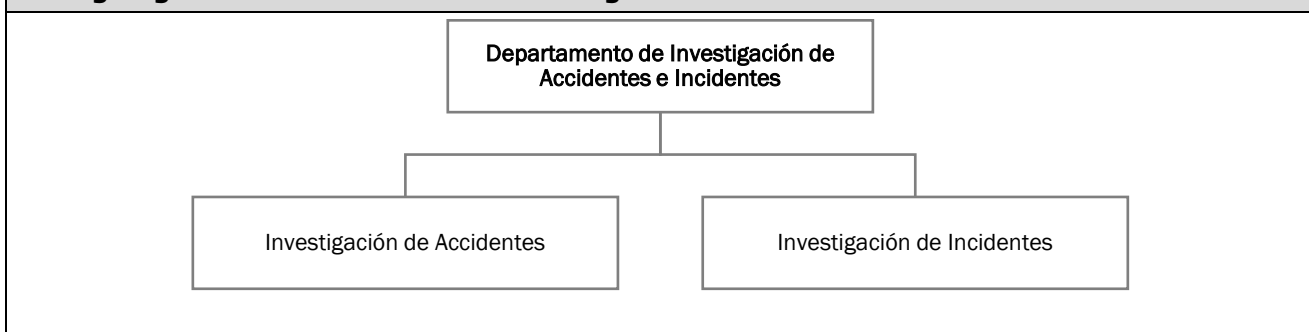 Departamento de Investigación de
Accidentes e Incidentes
Investigación de Accidentes
Investigación de Incidentes